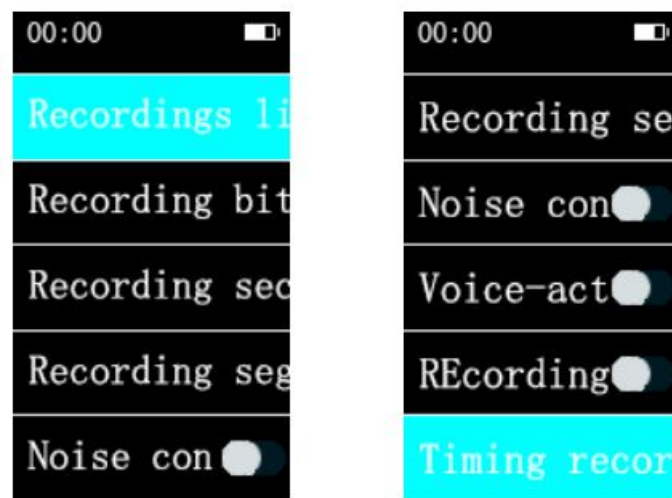 00:00
Recordings li
Recording bit
Recording sec
Recording seg
Noise con
00:00
Recording se
Noise con
Voice-act
REcording
Timing recor